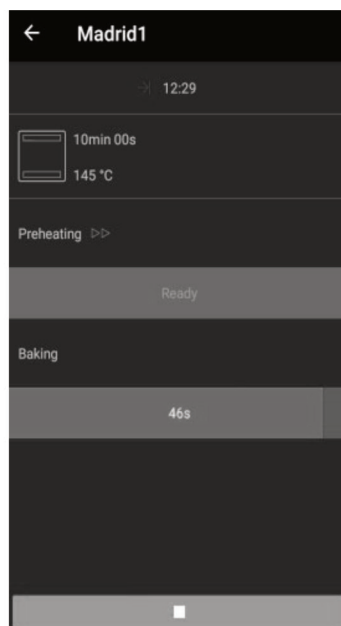 Madrid1
12:29
10min 00s
145 °C
Preheating
Ready
Baking
46s